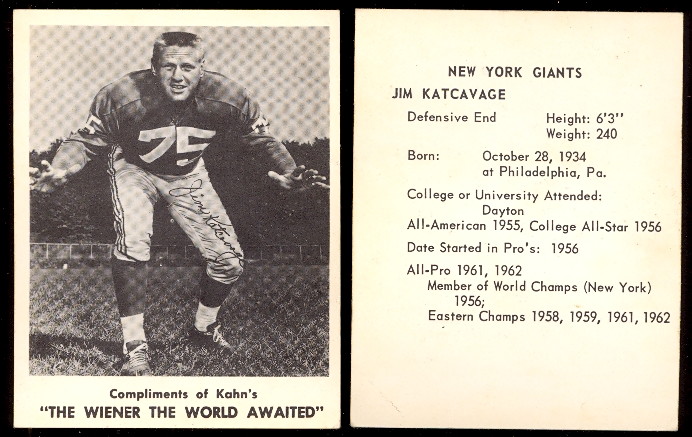 75
Jim Katcavage
Compliments of Kahn's
"THE WIENER THE WORLD AWAITED"
NEW YORK GIANTS
JIM KATCAVAGE
Defensive End Height: 6'3"
Weight: 240
Born: October 28, 1934
at Philadelphia, Pa.
College or University Attended:
Dayton
All-American 1955, College All-Star 1956
Date Started in Pro's: 1956
All-Pro 1961, 1962
Member of World Champs (New York)
1956;
Eastern Champs 1958, 1959, 1961, 1962